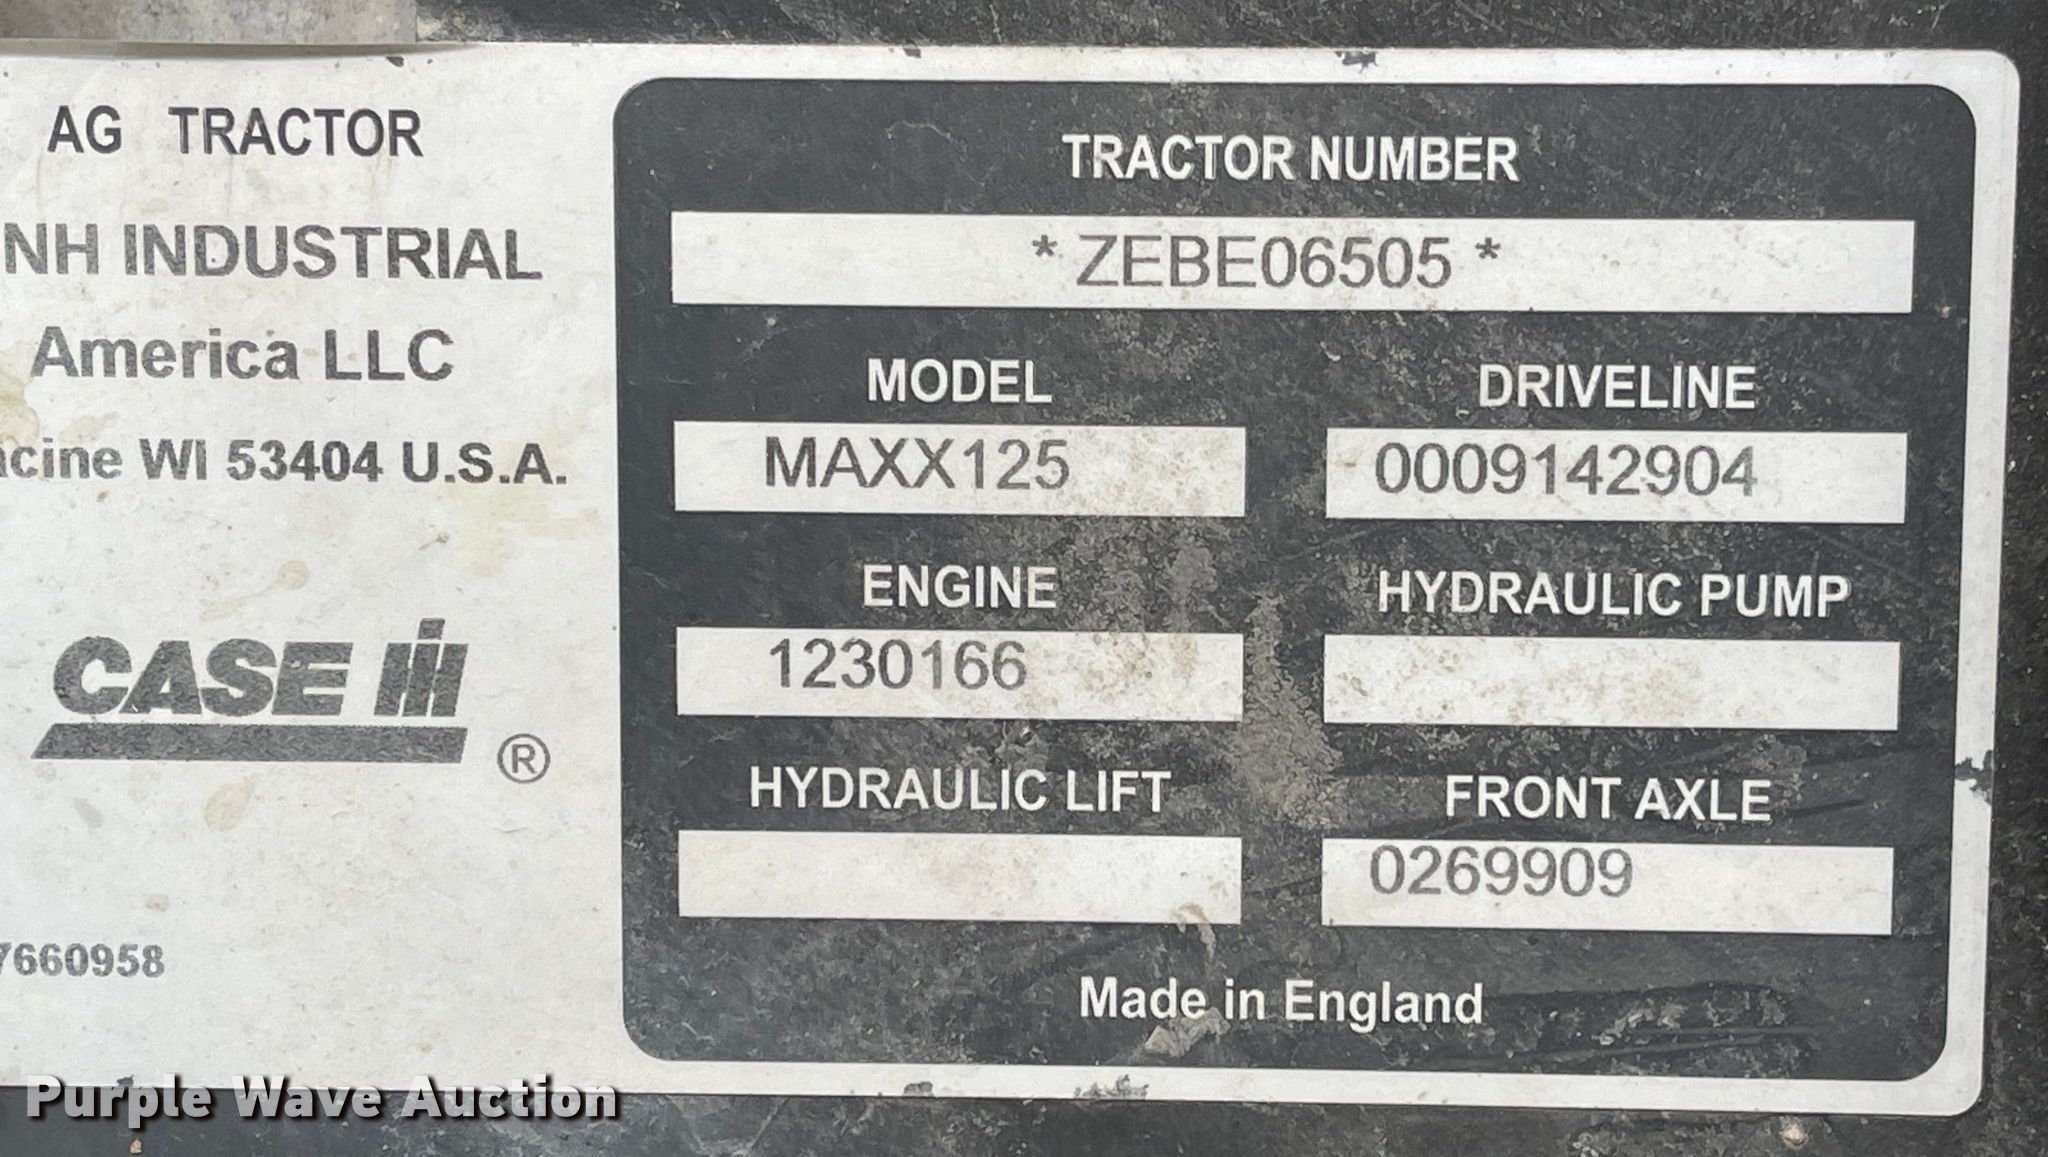 AG TRACTOR
NH INDUSTRIAL
America LLC
acine WI 53404 U.S.A.
CASE IH ®
7660958
TRACTOR NUMBER
* ZEBE06505 *
MODEL
MAXX125
DRIVELINE
0009142904
ENGINE
1230166
HYDRAULIC PUMP
HYDRAULIC LIFT
FRONT AXLE
0269909
Made in England
Purple Wave Auction